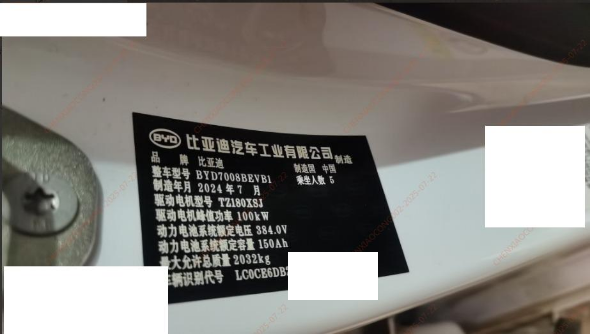 BYD 比亚迪汽车工业有限公司 制造
品 牌 比亚迪 制造国 中国
整车型号 BYD7008BEVB1 乘坐人数 5
制造年月 2024年7月
驱动电机型号 TZ180XSJ
驱动电机峰值功率 100kW
动力电池系统额定电压 384.0V
动力电池系统额定容量 150Ah
最大允许总质量 2032kg
车辆识别代号 LC0CE6DB